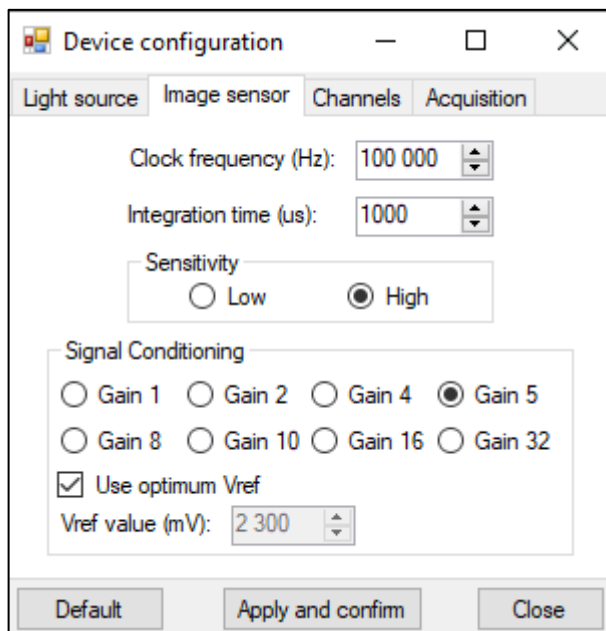 Device configuration
Light source Image sensor Channels Acquisition
Clock frequency (Hz): 100 000
Integration time (us): 1000
Sensitivity
Low High
Signal Conditioning
Gain 1 Gain 2 Gain 4 Gain 5
Gain 8 Gain 10 Gain 16 Gain 32
Use optimum Vref
Vref value (mV): 2 300
Default Apply and confirm Close